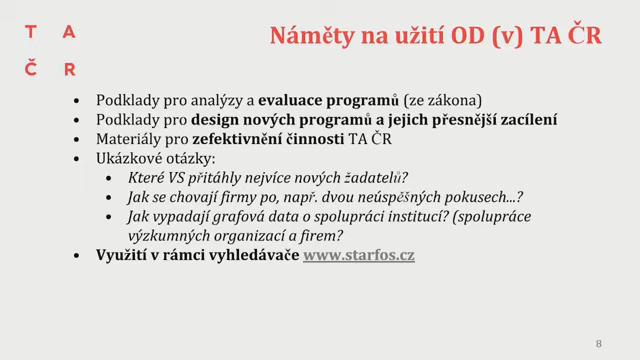 T A
Č R
Náměty na užití OD (v) TA ČR
• Podklady pro analýzy a evaluace programů (ze zákona)
• Podklady pro design nových programů a jejich přesnější zacílení
• Materiály pro zefektivnění činnosti TA ČR
• Ukázkové otázky:
• Které VS přitáhly nejvíce nových žadatelů?
• Jak se chovají firmy po, např. dvou neúspěšných pokusech...?
• Jak vypadají grafová data o spolupráci institucí? (spolupráce
výzkumných organizací a firem?
• Využití v rámci vyhledávače www.starfos.cz
8